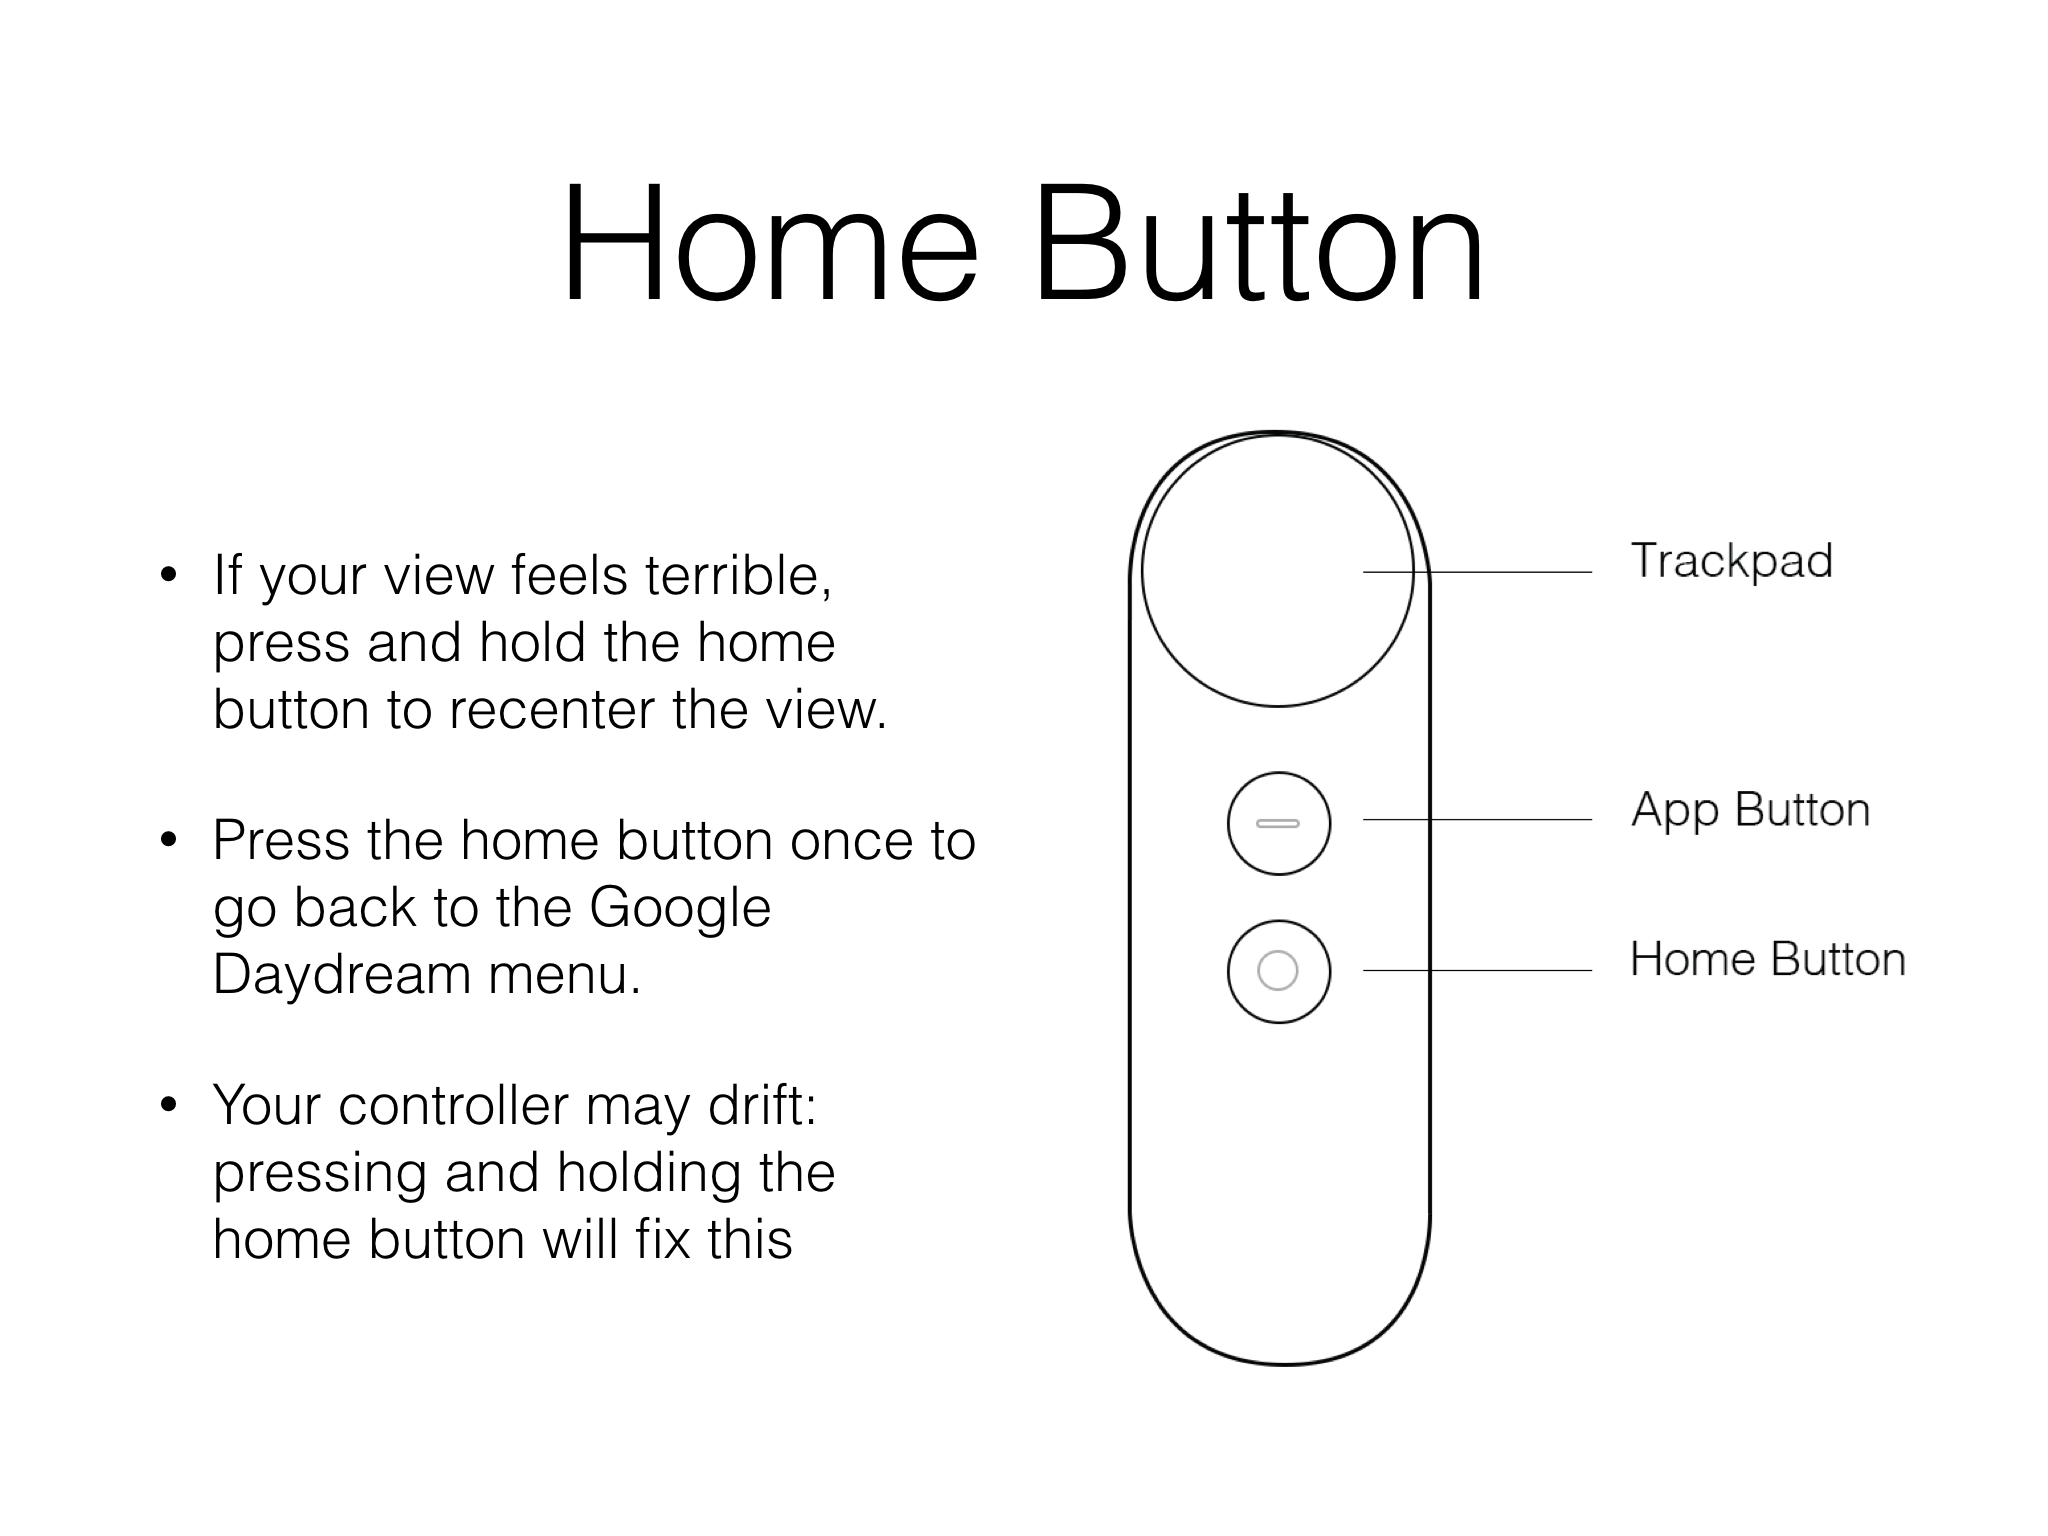 Home Button
• If your view feels terrible,
press and hold the home
button to recenter the view.
• Press the home button once to
go back to the Google
Daydream menu.
• Your controller may drift:
pressing and holding the
home button will fix this
Trackpad
App Button
Home Button